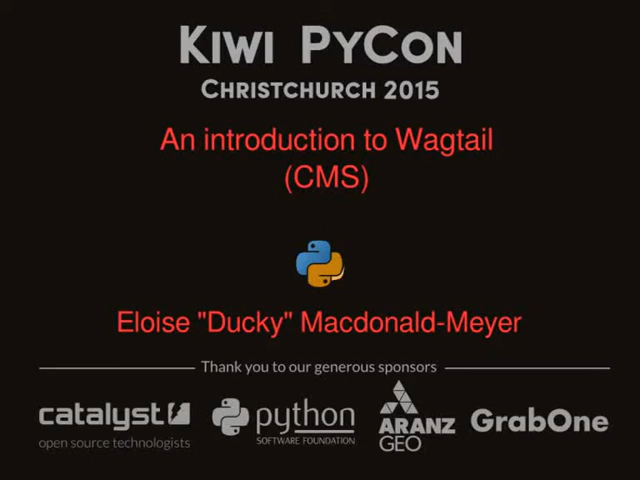 KIWI PYCON
CHRISTCHURCH 2015
An introduction to Wagtail
(CMS)
Eloise "Ducky" Macdonald-Meyer
Thank you to our generous sponsors
catalyst
open source technologists
python
SOFTWARE FOUNDATION
ARANZ
GEO
GrabOne